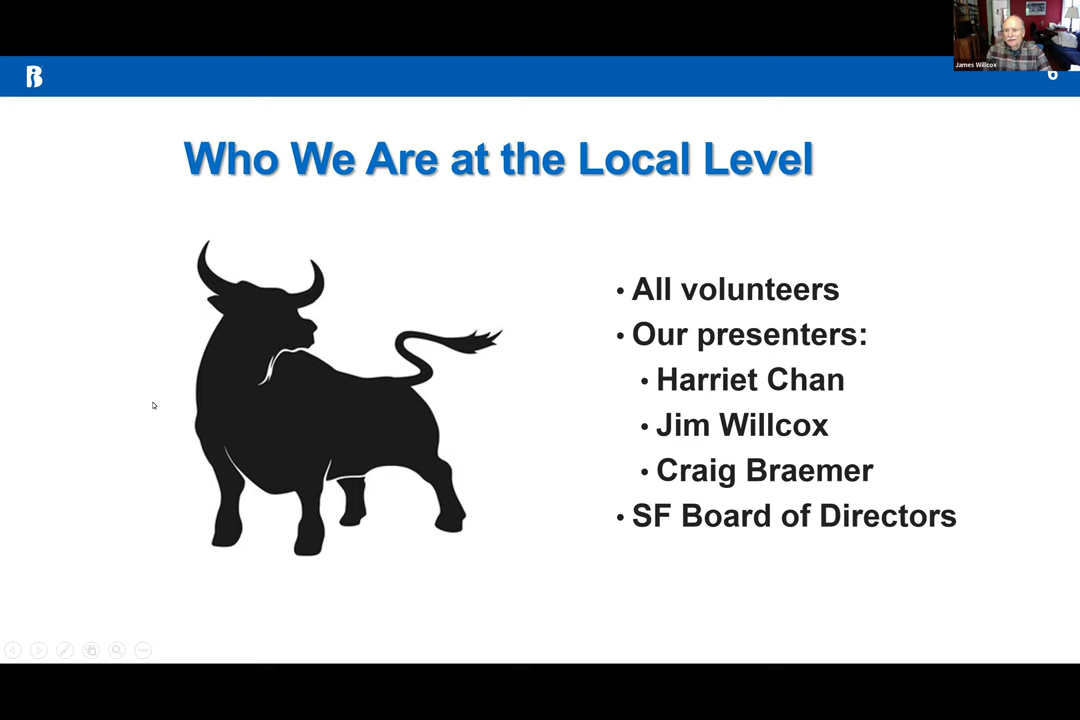 James Willcox
6
Who We Are at the Local Level
• All volunteers
• Our presenters:
• Harriet Chan
• Jim Willcox
• Craig Braemer
• SF Board of Directors